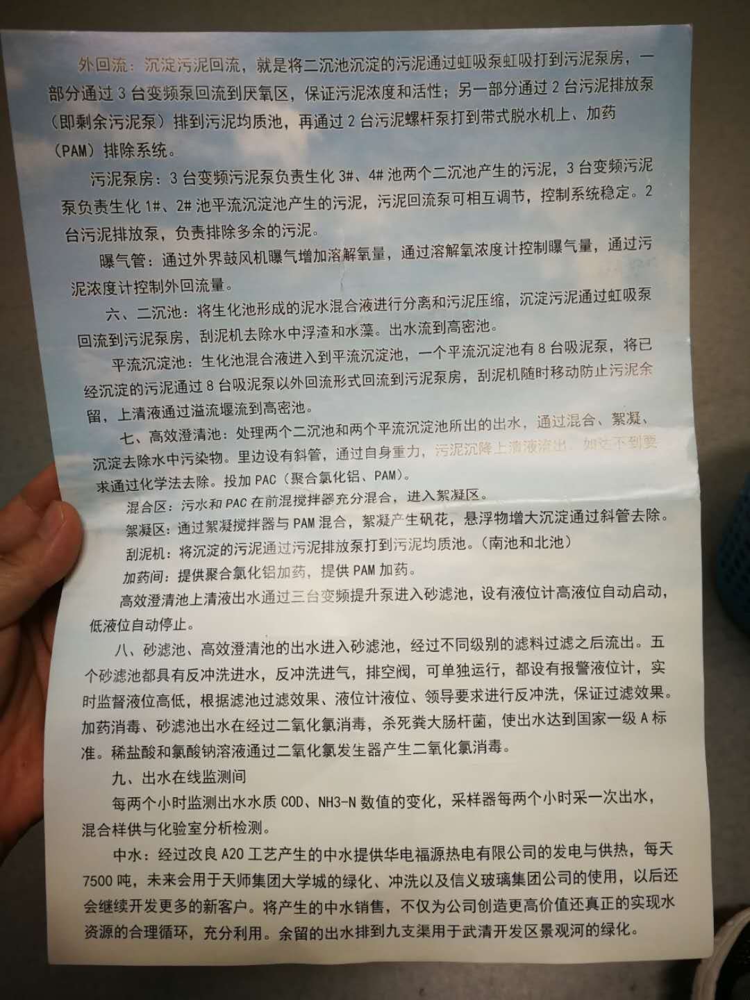 外回流：沉淀污泥回流，就是将二沉池沉淀的污泥通过虹吸泵虹吸打到污泥泵房，一
部分通过 3 台变频泵回流到厌氧区，保证污泥浓度和活性；另一部分通过 2 台污泥排放泵
（即剩余污泥泵）排到污泥均质池，再通过 2 台污泥螺杆泵打到带式脱水机上、加药
（PAM）排除系统。
污泥泵房：3 台变频污泥泵负责生化 3#、4# 池两个二沉池产生的污泥，3 台变频污泥
泵负责生化 1#、2# 池平流沉淀池产生的污泥，污泥回流泵可相互调节，控制系统稳定。2
台污泥排放泵，负责排除多余的污泥。
曝气管：通过外界鼓风机曝气增加溶解氧量，通过溶解氧浓度计控制曝气量，通过污
泥浓度计控制外回流量。
六、二沉池：将生化池形成的泥水混合液进行分离和污泥压缩，沉淀污泥通过虹吸泵
回流到污泥泵房，刮泥机去除水中浮渣和水藻。出水流到高密池。
平流沉淀池：生化池混合液进入到平流沉淀池，一个平流沉淀池有 8 台吸泥泵，将已
经沉淀的污泥通过 8 台吸泥泵以外回流形式回流到污泥泵房，刮泥机随时移动防止污泥余
留，上清液通过溢流堰流到高密池。
七、高效澄清池：处理两个二沉池和两个平流沉淀池所出的出水，通过混合、絮凝、
沉淀去除水中污染物。里边设有斜管，通过自身重力，污泥沉降上清液流出。如达不到要
求通过化学法去除。投加 PAC（聚合氯化铝、PAM）。
混合区：污水和 PAC 在前混搅拌器充分混合，进入絮凝区。
絮凝区：通过絮凝搅拌器与 PAM 混合，絮凝产生矾花，悬浮物增大沉淀通过斜管去除。
刮泥机：将沉淀的污泥通过污泥排放泵打到污泥均质池。（南池和北池）
加药间：提供聚合氯化铝加药，提供 PAM 加药。
高效澄清池上清液出水通过三台变频提升泵进入砂滤池，设有液位计高液位自动启动，
低液位自动停止。
八、砂滤池、高效澄清池的出水进入砂滤池，经过不同级别的滤料过滤之后流出。五
个砂滤池都具有反冲洗进水，反冲洗进气，排空阀，可单独运行，都设有报警液位计，实
时监督液位高低，根据滤池过滤效果、液位计液位、领导要求进行反冲洗，保证过滤效果。
加药消毒、砂滤池出水在经过二氧化氯消毒，杀死粪大肠杆菌，使出水达到国家一级 A 标
准。稀盐酸和氯酸钠溶液通过二氧化氯发生器产生二氧化氯消毒。
九、出水在线监测间
每两个小时监测出水水质 COD、NH3-N 数值的变化，采样器每两个小时采一次出水，
混合样供与化验室分析检测。
中水：经过改良 A2O 工艺产生的中水提供华电福源热电有限公司的发电与供热，每天
7500 吨，未来会用于天师集团大学城的绿化、冲洗以及信义玻璃集团公司的使用，以后还
会继续开发更多的新客户。将产生的中水销售，不仅为公司创造更高价值还真正的实现水
资源的合理循环，充分利用。余留的出水排到九支渠用于武清开发区景观河的绿化。